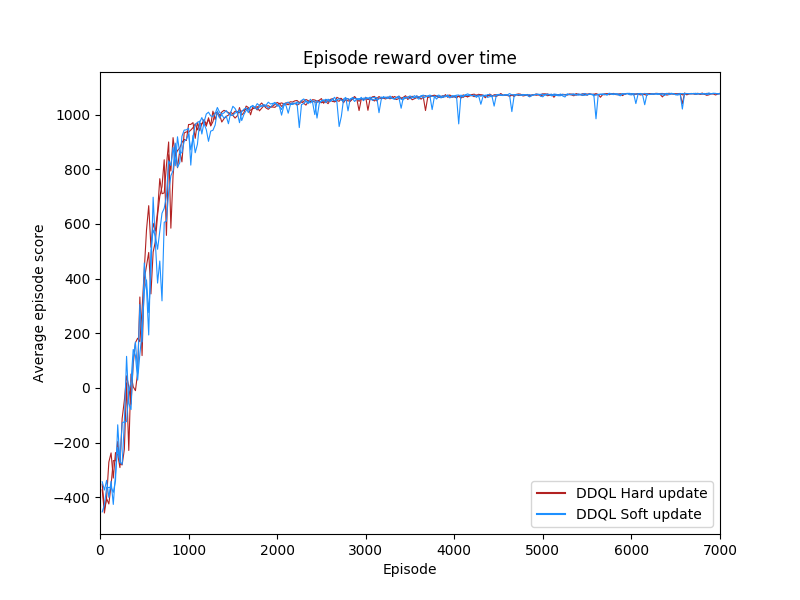 Episode reward over time
Average episode score
1000
800
600
400
200
0
−200
−400
0 1000 2000 3000 4000 5000 6000 7000
Episode
DDQL Hard update
DDQL Soft update